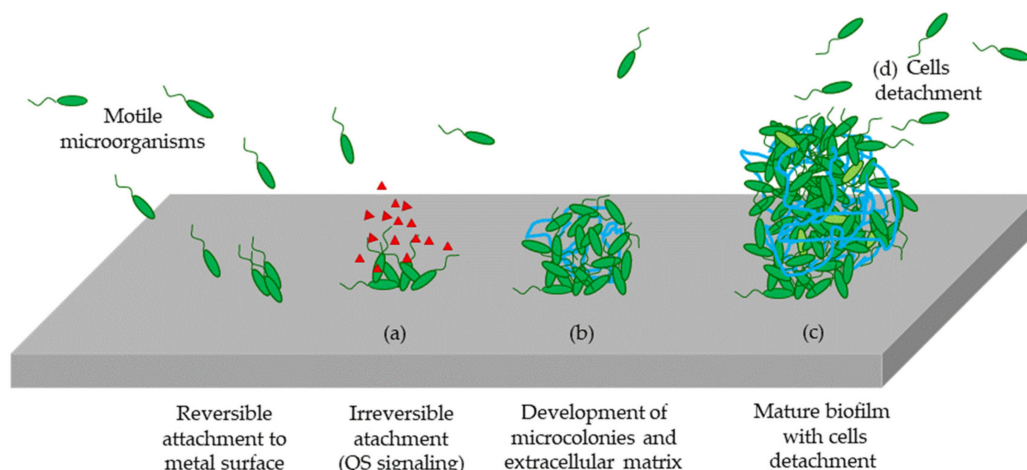 (d) Cells
detachment
Motile
microorganisms
(a)
(b)
(c)
Reversible
attachment to
metal surface
Irreversible
atachment
(QS signaling)
Development of
microcolonies and
extracellular matrix
Mature biofilm
with cells
detachment